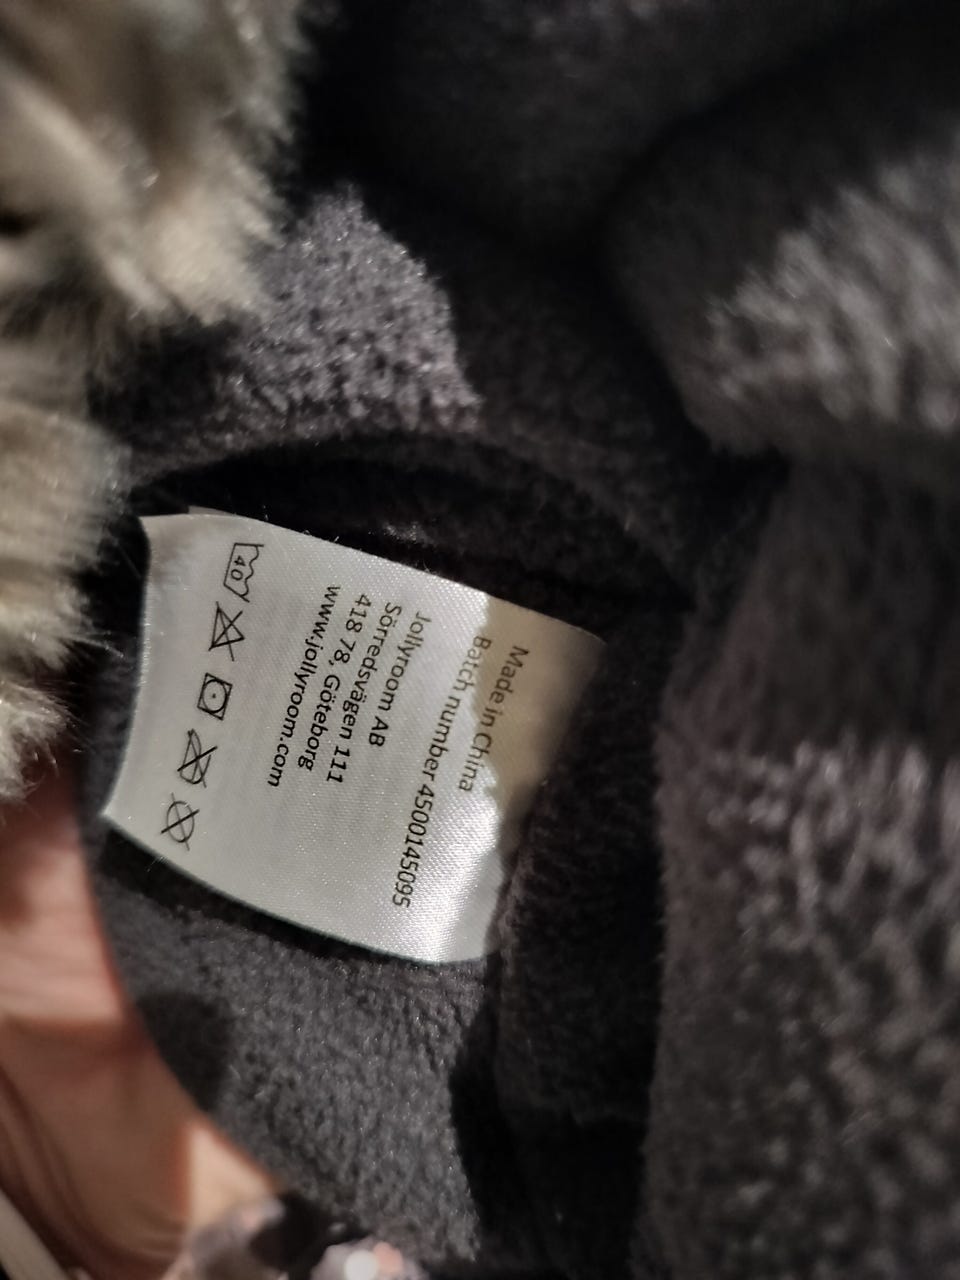 Made in China
Batch number 4500145095
Jollyroom AB
Sörredsvägen 111
418 78, Göteborg
www.jollyroom.com
40